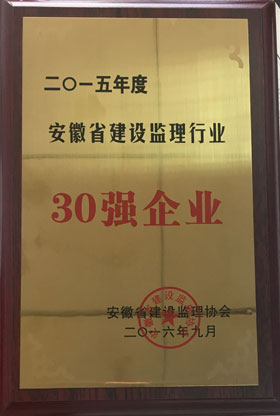 二〇一五年度
安徽省建设监理行业
30强企业
安徽省建设监理协会
二〇一六年九月